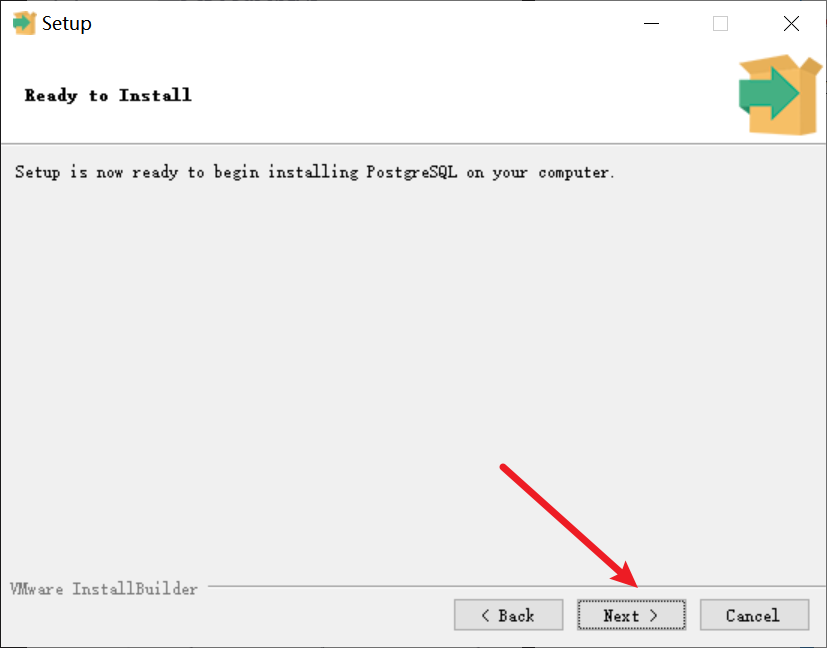 Setup
Ready to Install
Setup is now ready to begin installing PostgreSQL on your computer.
VMware InstallBuilder
< Back
Next >
Cancel